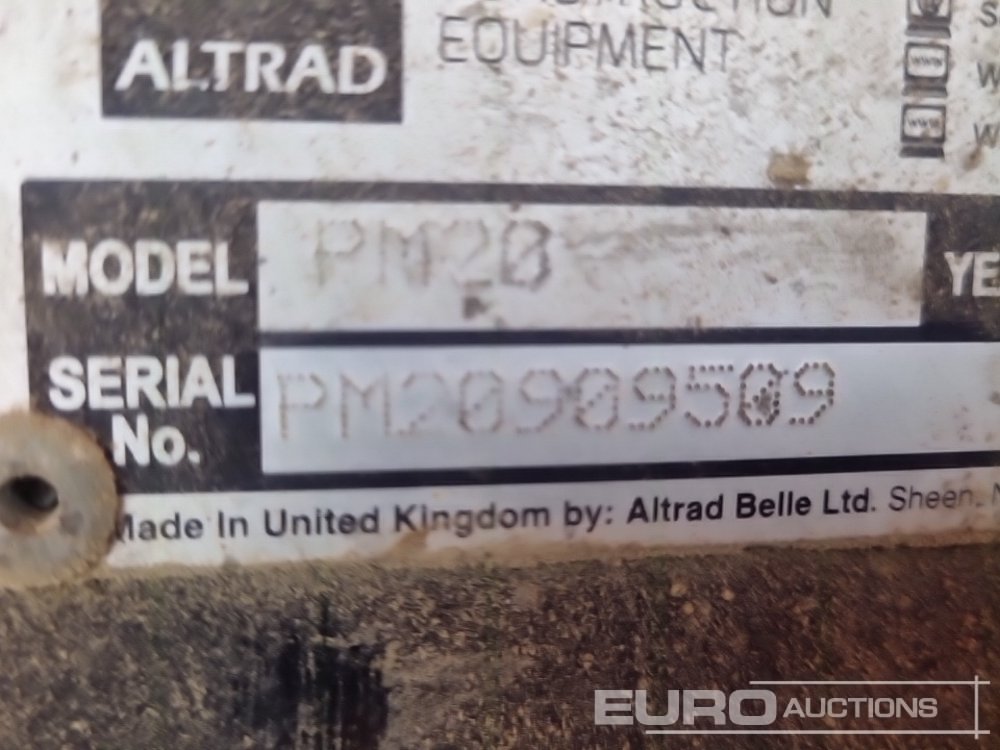 ALTRAD
EQUIPMENT
MODEL PM20
SERIAL No. PM20909509
Made In United Kingdom by: Altrad Belle Ltd. Sheen,
EURO AUCTIONS